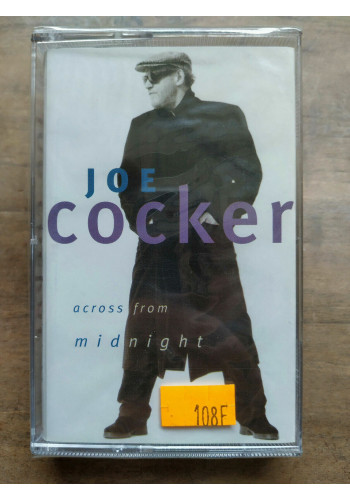 JOE
cocker
across from
midnight
108F